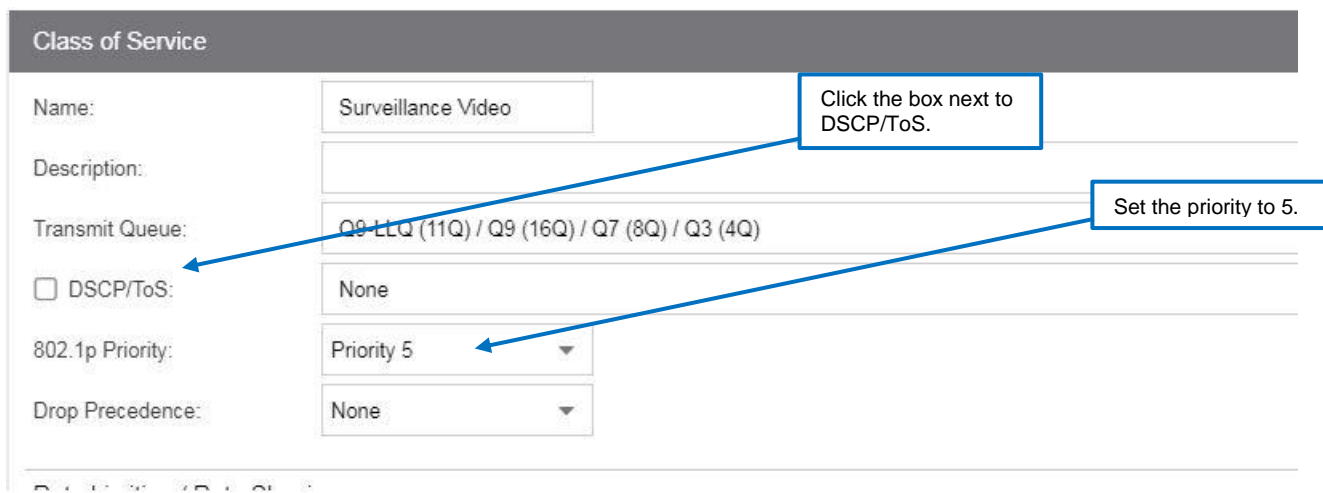 Class of Service
Name: Surveillance Video
Click the box next to
DSCP/ToS.
Description:
Set the priority to 5.
Transmit Queue: Q9-LLQ (11Q) / Q9 (16Q) / Q7 (8Q) / Q3 (4Q)
DSCP/ToS: None
802.1p Priority: Priority 5
Drop Precedence: None